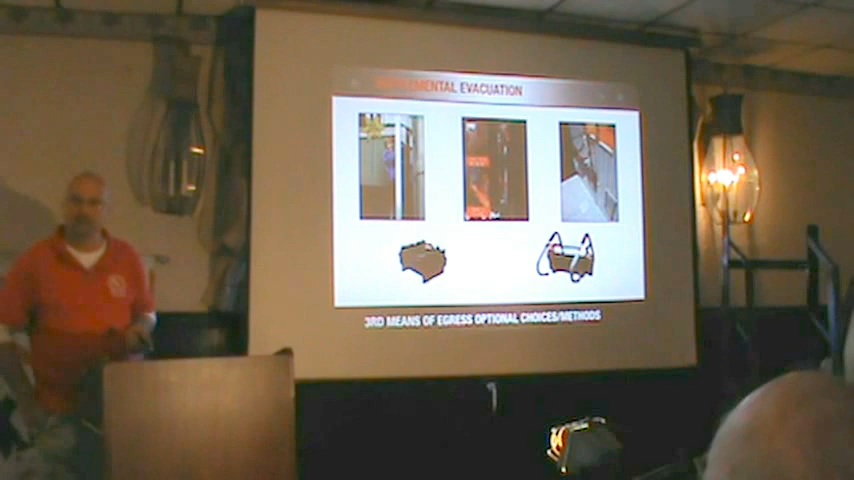 EVACUATION
3RD MEANS OF EGRESS OPTIONAL CHOICES/METHODS